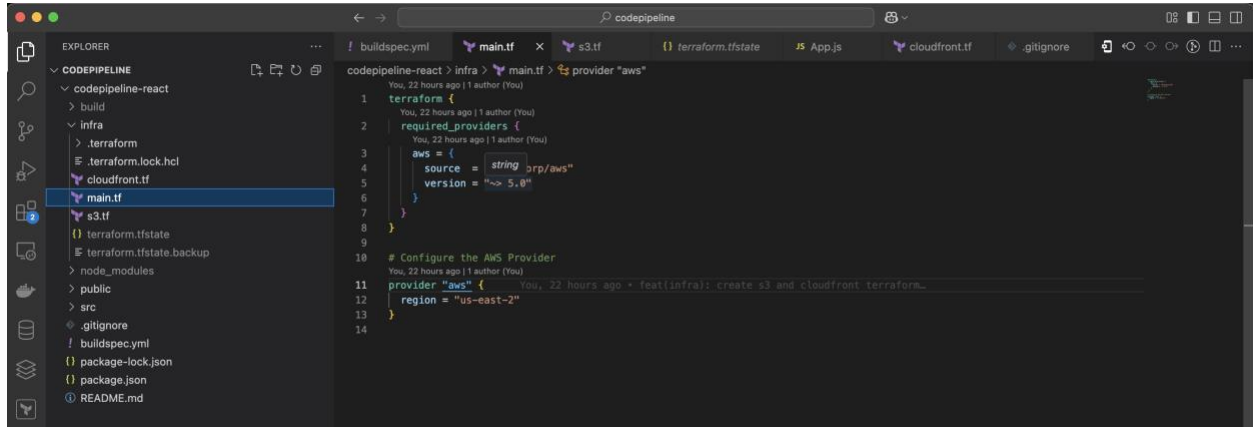 codepipeline
EXPLORER
CODEPIPELINE
codepipeline-react
build
infra
.terraform
.terraform.lock.hcl
cloudfront.tf
main.tf
s3.tf
{} terraform.tfstate
terraform.tfstate.backup
node_modules
public
src
.gitignore
! buildspec.yml
{} package-lock.json
{} package.json
README.md
2
! buildspec.yml main.tf × s3.tf {} terraform.tfstate JS App.js cloudfront.tf .gitignore
codepipeline-react > infra > main.tf > provider "aws"
You, 22 hours ago | 1 author (You)
1 terraform {
You, 22 hours ago | 1 author (You)
2 required_providers {
You, 22 hours ago | 1 author (You)
3 aws = {
4 source = string orp/aws"
5 version = "~> 5.0"
6 }
7 }
8 }
9
10 # Configure the AWS Provider
You, 22 hours ago | 1 author (You)
11 provider "aws" { You, 22 hours ago • feat(infra): create s3 and cloudfront terraform…
12 region = "us-east-2"
13 }
14